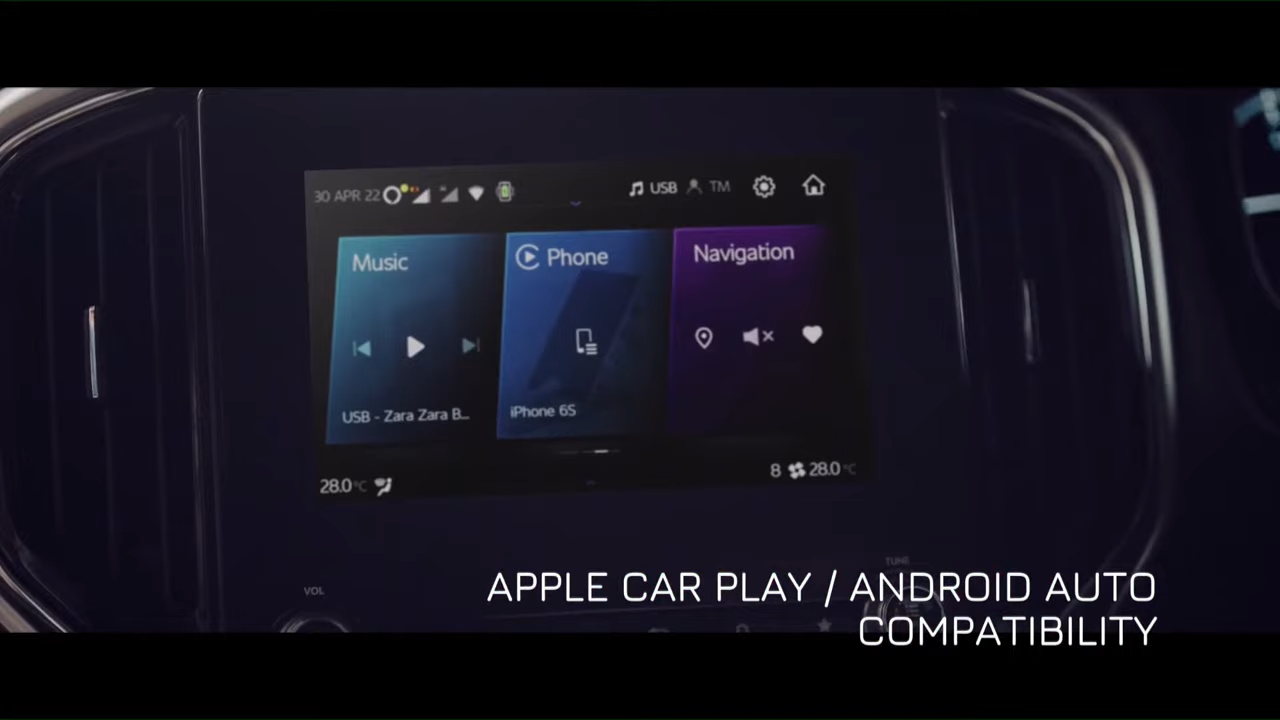 30 APR 22
USB
TM
Music
Phone
Navigation
USB - Zara Zara B...
iPhone 6S
28.0°C
8
28.0°C
VOL
TUNE
APPLE CAR PLAY / ANDROID AUTO
COMPATIBILITY